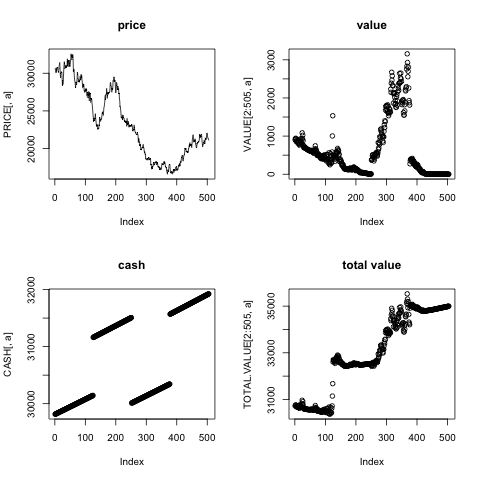 price
PRICE[, a]
20000 25000 30000
0 100 200 300 400 500
Index
value
VALUE[2:505, a]
0 1000 2000 3000
0 100 200 300 400 500
Index
cash
CASH[, a]
30000 31000 32000
0 100 200 300 400 500
Index
total value
TOTAL.VALUE[2:505, a]
31000 33000 35000
0 100 200 300 400 500
Index